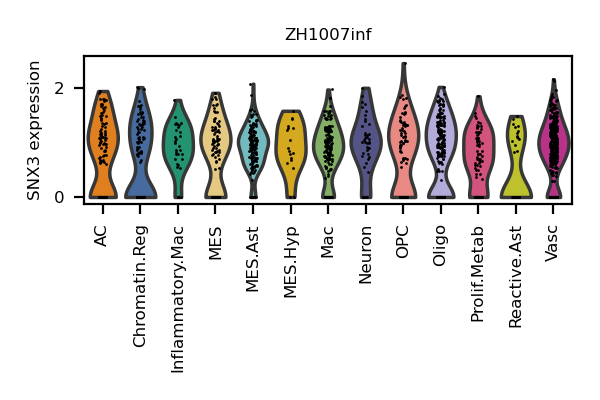 ZH1007inf
SNX3 expression
2
0
AC
Chromatin.Reg
Inflammatory.Mac
MES
MES.Ast
MES.Hyp
Mac
Neuron
OPC
Oligo
Prolif.Metab
Reactive.Ast
Vasc